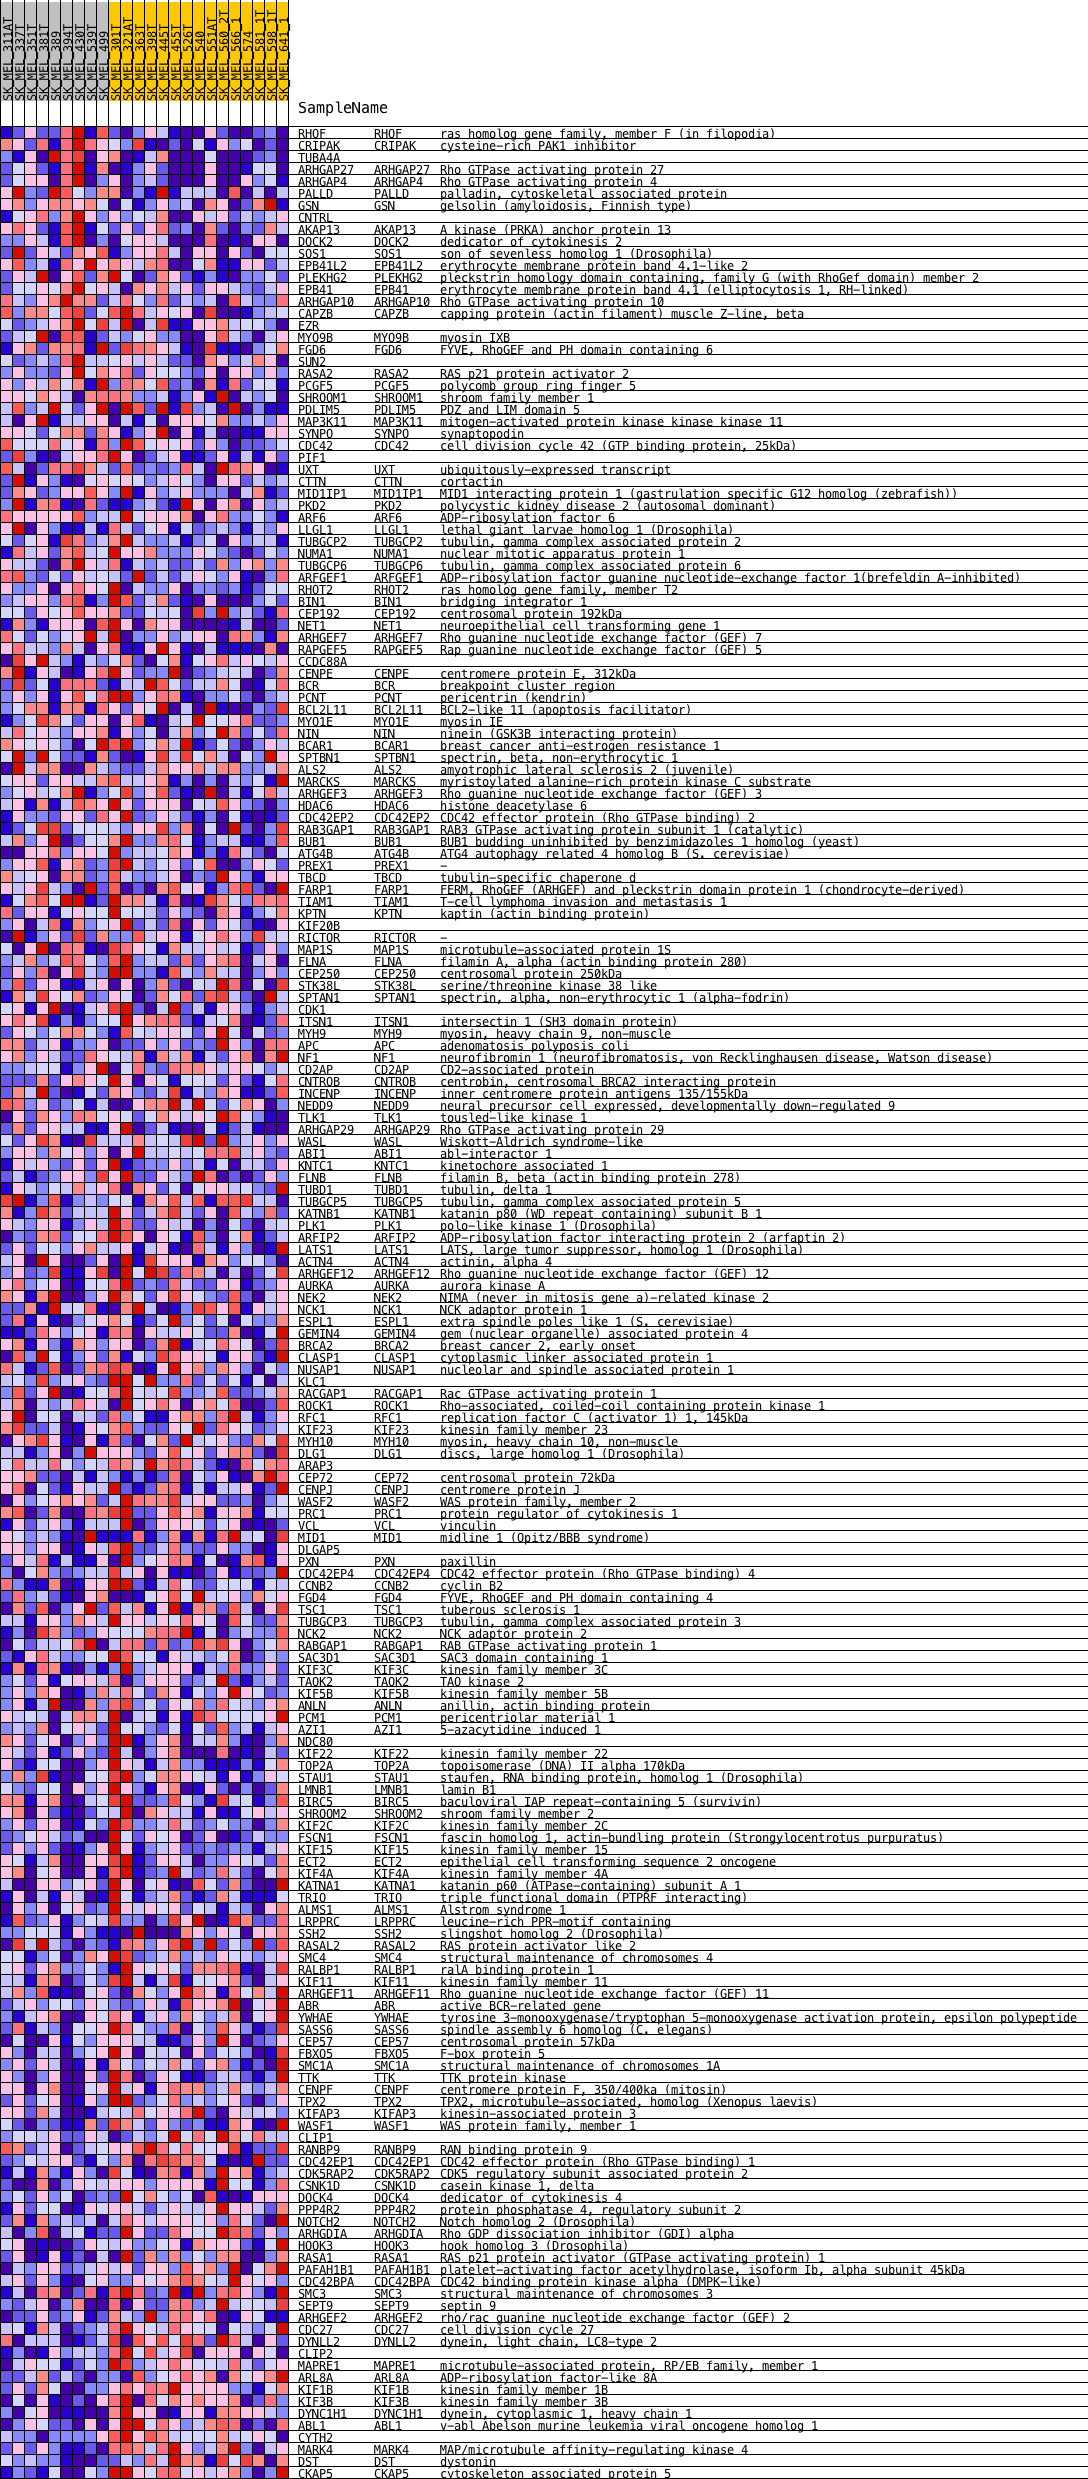 SK_MEL_311AT
SK_MEL_337T
SK_MEL_351T
SK_MEL_381T
SK_MEL_389
SK_MEL_394T
SK_MEL_430T
SK_MEL_539T
SK_MEL_499
SK_MEL_301T
SK_MEL_321AT
SK_MEL_363T
SK_MEL_398T
SK_MEL_445T
SK_MEL_455T
SK_MEL_526T
SK_MEL_540
SK_MEL_551AT
SK_MEL_560_2T
SK_MEL_566_1
SK_MEL_574
SK_MEL_581_1T
SK_MEL_598_1T
SK_MEL_641_1
SampleName
RHOF RHOF ras homolog gene family, member F (in filopodia)
CRIPAK CRIPAK cysteine-rich PAK1 inhibitor
TUBA4A
ARHGAP27 ARHGAP27 Rho GTPase activating protein 27
ARHGAP4 ARHGAP4 Rho GTPase activating protein 4
PALLD PALLD palladin, cytoskeletal associated protein
GSN GSN gelsolin (amyloidosis, Finnish type)
CNTRL
AKAP13 AKAP13 A kinase (PRKA) anchor protein 13
DOCK2 DOCK2 dedicator of cytokinesis 2
SOS1 SOS1 son of sevenless homolog 1 (Drosophila)
EPB41L2 EPB41L2 erythrocyte membrane protein band 4.1-like 2
PLEKHG2 PLEKHG2 pleckstrin homology domain containing, family G (with RhoGef domain) member 2
EPB41 EPB41 erythrocyte membrane protein band 4.1 (elliptocytosis 1, RH-linked)
ARHGAP10 ARHGAP10 Rho GTPase activating protein 10
CAPZB CAPZB capping protein (actin filament) muscle Z-line, beta
EZR
MYO9B MYO9B myosin IXB
FGD6 FGD6 FYVE, RhoGEF and PH domain containing 6
SUN2
RASA2 RASA2 RAS p21 protein activator 2
PCGF5 PCGF5 polycomb group ring finger 5
SHROOM1 SHROOM1 shroom family member 1
PDLIM5 PDLIM5 PDZ and LIM domain 5
MAP3K11 MAP3K11 mitogen-activated protein kinase kinase kinase 11
SYNPO SYNPO synaptopodin
CDC42 CDC42 cell division cycle 42 (GTP binding protein, 25kDa)
PIF1
UXT UXT ubiquitously-expressed transcript
CTTN CTTN cortactin
MID1IP1 MID1IP1 MID1 interacting protein 1 (gastrulation specific G12 homolog (zebrafish))
PKD2 PKD2 polycystic kidney disease 2 (autosomal dominant)
ARF6 ARF6 ADP-ribosylation factor 6
LLGL1 LLGL1 lethal giant larvae homolog 1 (Drosophila)
TUBGCP2 TUBGCP2 tubulin, gamma complex associated protein 2
NUMA1 NUMA1 nuclear mitotic apparatus protein 1
TUBGCP6 TUBGCP6 tubulin, gamma complex associated protein 6
ARFGEF1 ARFGEF1 ADP-ribosylation factor guanine nucleotide-exchange factor 1(brefeldin A-inhibited)
RHOT2 RHOT2 ras homolog gene family, member T2
BIN1 BIN1 bridging integrator 1
CEP192 CEP192 centrosomal protein 192kDa
NET1 NET1 neuroepithelial cell transforming gene 1
ARHGEF7 ARHGEF7 Rho guanine nucleotide exchange factor (GEF) 7
RAPGEF5 RAPGEF5 Rap guanine nucleotide exchange factor (GEF) 5
CCDC88A
CENPE CENPE centromere protein E, 312kDa
BCR BCR breakpoint cluster region
PCNT PCNT pericentrin (kendrin)
BCL2L11 BCL2L11 BCL2-like 11 (apoptosis facilitator)
MYO1E MYO1E myosin IE
NIN NIN ninein (GSK3B interacting protein)
BCAR1 BCAR1 breast cancer anti-estrogen resistance 1
SPTBN1 SPTBN1 spectrin, beta, non-erythrocytic 1
ALS2 ALS2 amyotrophic lateral sclerosis 2 (juvenile)
MARCKS MARCKS myristoylated alanine-rich protein kinase C substrate
ARHGEF3 ARHGEF3 Rho guanine nucleotide exchange factor (GEF) 3
HDAC6 HDAC6 histone deacetylase 6
CDC42EP2 CDC42EP2 CDC42 effector protein (Rho GTPase binding) 2
RAB3GAP1 RAB3GAP1 RAB3 GTPase activating protein subunit 1 (catalytic)
BUB1 BUB1 BUB1 budding uninhibited by benzimidazoles 1 homolog (yeast)
ATG4B ATG4B ATG4 autophagy related 4 homolog B (S. cerevisiae)
PREX1 PREX1 -
TBCD TBCD tubulin-specific chaperone d
FARP1 FARP1 FERM, RhoGEF (ARHGEF) and pleckstrin domain protein 1 (chondrocyte-derived)
TIAM1 TIAM1 T-cell lymphoma invasion and metastasis 1
KPTN KPTN kaptin (actin binding protein)
KIF20B
RICTOR RICTOR -
MAP1S MAP1S microtubule-associated protein 1S
FLNA FLNA filamin A, alpha (actin binding protein 280)
CEP250 CEP250 centrosomal protein 250kDa
STK38L STK38L serine/threonine kinase 38 like
SPTAN1 SPTAN1 spectrin, alpha, non-erythrocytic 1 (alpha-fodrin)
CDK1
ITSN1 ITSN1 intersectin 1 (SH3 domain protein)
MYH9 MYH9 myosin, heavy chain 9, non-muscle
APC APC adenomatosis polyposis coli
NF1 NF1 neurofibromin 1 (neurofibromatosis, von Recklinghausen disease, Watson disease)
CD2AP CD2AP CD2-associated protein
CNTROB CNTROB centrobin, centrosomal BRCA2 interacting protein
INCENP INCENP inner centromere protein antigens 135/155kDa
NEDD9 NEDD9 neural precursor cell expressed, developmentally down-regulated 9
TLK1 TLK1 tousled-like kinase 1
ARHGAP29 ARHGAP29 Rho GTPase activating protein 29
WASL WASL Wiskott-Aldrich syndrome-like
ABI1 ABI1 abl-interactor 1
KNTC1 KNTC1 kinetochore associated 1
FLNB FLNB filamin B, beta (actin binding protein 278)
TUBD1 TUBD1 tubulin, delta 1
TUBGCP5 TUBGCP5 tubulin, gamma complex associated protein 5
KATNB1 KATNB1 katanin p80 (WD repeat containing) subunit B 1
PLK1 PLK1 polo-like kinase 1 (Drosophila)
ARFIP2 ARFIP2 ADP-ribosylation factor interacting protein 2 (arfaptin 2)
LATS1 LATS1 LATS, large tumor suppressor, homolog 1 (Drosophila)
ACTN4 ACTN4 actinin, alpha 4
ARHGEF12 ARHGEF12 Rho guanine nucleotide exchange factor (GEF) 12
AURKA AURKA aurora kinase A
NEK2 NEK2 NIMA (never in mitosis gene a)-related kinase 2
NCK1 NCK1 NCK adaptor protein 1
ESPL1 ESPL1 extra spindle poles like 1 (S. cerevisiae)
GEMIN4 GEMIN4 gem (nuclear organelle) associated protein 4
BRCA2 BRCA2 breast cancer 2, early onset
CLASP1 CLASP1 cytoplasmic linker associated protein 1
NUSAP1 NUSAP1 nucleolar and spindle associated protein 1
KLC1
RACGAP1 RACGAP1 Rac GTPase activating protein 1
ROCK1 ROCK1 Rho-associated, coiled-coil containing protein kinase 1
RFC1 RFC1 replication factor C (activator 1) 1, 145kDa
KIF23 KIF23 kinesin family member 23
MYH10 MYH10 myosin, heavy chain 10, non-muscle
DLG1 DLG1 discs, large homolog 1 (Drosophila)
ARAP3
CEP72 CEP72 centrosomal protein 72kDa
CENPJ CENPJ centromere protein J
WASF2 WASF2 WAS protein family, member 2
PRC1 PRC1 protein regulator of cytokinesis 1
VCL VCL vinculin
MID1 MID1 midline 1 (Opitz/BBB syndrome)
DLGAP5
PXN PXN paxillin
CDC42EP4 CDC42EP4 CDC42 effector protein (Rho GTPase binding) 4
CCNB2 CCNB2 cyclin B2
FGD4 FGD4 FYVE, RhoGEF and PH domain containing 4
TSC1 TSC1 tuberous sclerosis 1
TUBGCP3 TUBGCP3 tubulin, gamma complex associated protein 3
NCK2 NCK2 NCK adaptor protein 2
RABGAP1 RABGAP1 RAB GTPase activating protein 1
SAC3D1 SAC3D1 SAC3 domain containing 1
KIF3C KIF3C kinesin family member 3C
TAOK2 TAOK2 TAO kinase 2
KIF5B KIF5B kinesin family member 5B
ANLN ANLN anillin, actin binding protein
PCM1 PCM1 pericentriolar material 1
AZI1 AZI1 5-azacytidine induced 1
NDC80
KIF22 KIF22 kinesin family member 22
TOP2A TOP2A topoisomerase (DNA) II alpha 170kDa
STAU1 STAU1 staufen, RNA binding protein, homolog 1 (Drosophila)
LMNB1 LMNB1 lamin B1
BIRC5 BIRC5 baculoviral IAP repeat-containing 5 (survivin)
SHROOM2 SHROOM2 shroom family member 2
KIF2C KIF2C kinesin family member 2C
FSCN1 FSCN1 fascin homolog 1, actin-bundling protein (Strongylocentrotus purpuratus)
KIF15 KIF15 kinesin family member 15
ECT2 ECT2 epithelial cell transforming sequence 2 oncogene
KIF4A KIF4A kinesin family member 4A
KATNA1 KATNA1 katanin p60 (ATPase-containing) subunit A 1
TRIO TRIO triple functional domain (PTPRF interacting)
ALMS1 ALMS1 Alstrom syndrome 1
LRPPRC LRPPRC leucine-rich PPR-motif containing
SSH2 SSH2 slingshot homolog 2 (Drosophila)
RASAL2 RASAL2 RAS protein activator like 2
SMC4 SMC4 structural maintenance of chromosomes 4
RALBP1 RALBP1 ralA binding protein 1
KIF11 KIF11 kinesin family member 11
ARHGEF11 ARHGEF11 Rho guanine nucleotide exchange factor (GEF) 11
ABR ABR active BCR-related gene
YWHAE YWHAE tyrosine 3-monooxygenase/tryptophan 5-monooxygenase activation protein, epsilon polypeptide
SASS6 SASS6 spindle assembly 6 homolog (C. elegans)
CEP57 CEP57 centrosomal protein 57kDa
FBXO5 FBXO5 F-box protein 5
SMC1A SMC1A structural maintenance of chromosomes 1A
TTK TTK TTK protein kinase
CENPF CENPF centromere protein F, 350/400ka (mitosin)
TPX2 TPX2 TPX2, microtubule-associated, homolog (Xenopus laevis)
KIFAP3 KIFAP3 kinesin-associated protein 3
WASF1 WASF1 WAS protein family, member 1
CLIP1
RANBP9 RANBP9 RAN binding protein 9
CDC42EP1 CDC42EP1 CDC42 effector protein (Rho GTPase binding) 1
CDK5RAP2 CDK5RAP2 CDK5 regulatory subunit associated protein 2
CSNK1D CSNK1D casein kinase 1, delta
DOCK4 DOCK4 dedicator of cytokinesis 4
PPP4R2 PPP4R2 protein phosphatase 4, regulatory subunit 2
NOTCH2 NOTCH2 Notch homolog 2 (Drosophila)
ARHGDIA ARHGDIA Rho GDP dissociation inhibitor (GDI) alpha
HOOK3 HOOK3 hook homolog 3 (Drosophila)
RASA1 RASA1 RAS p21 protein activator (GTPase activating protein) 1
PAFAH1B1 PAFAH1B1 platelet-activating factor acetylhydrolase, isoform Ib, alpha subunit 45kDa
CDC42BPA CDC42BPA CDC42 binding protein kinase alpha (DMPK-like)
SMC3 SMC3 structural maintenance of chromosomes 3
SEPT9 SEPT9 septin 9
ARHGEF2 ARHGEF2 rho/rac guanine nucleotide exchange factor (GEF) 2
CDC27 CDC27 cell division cycle 27
DYNLL2 DYNLL2 dynein, light chain, LC8-type 2
CLIP2
MAPRE1 MAPRE1 microtubule-associated protein, RP/EB family, member 1
ARL8A ARL8A ADP-ribosylation factor-like 8A
KIF1B KIF1B kinesin family member 1B
KIF3B KIF3B kinesin family member 3B
DYNC1H1 DYNC1H1 dynein, cytoplasmic 1, heavy chain 1
ABL1 ABL1 v-abl Abelson murine leukemia viral oncogene homolog 1
CYTH2
MARK4 MARK4 MAP/microtubule affinity-regulating kinase 4
DST DST dystonin
CKAP5 CKAP5 cytoskeleton associated protein 5